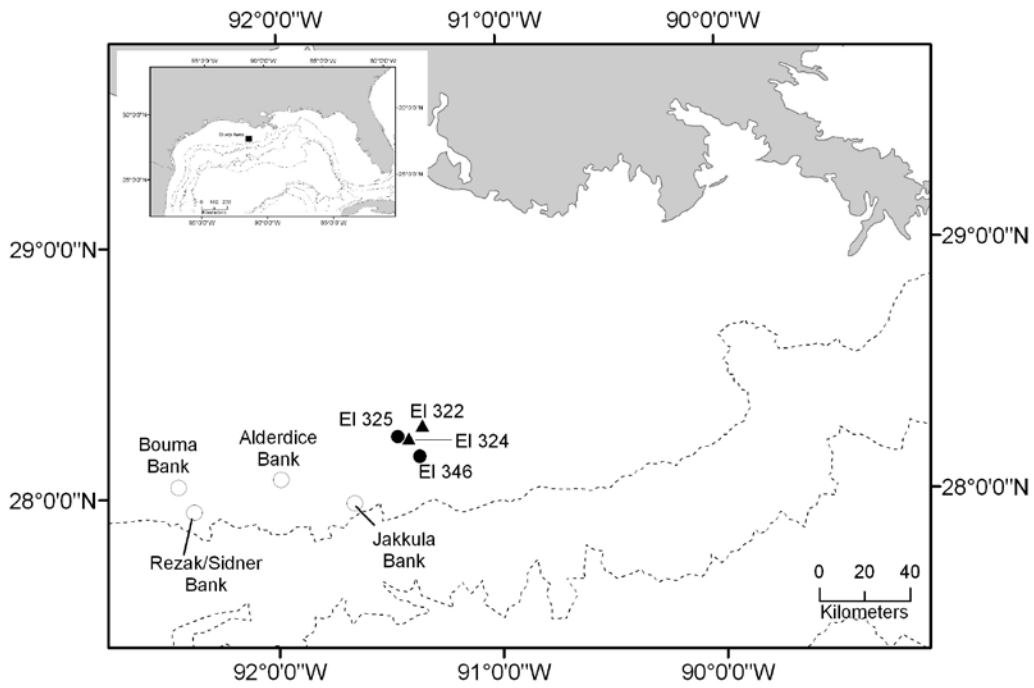 92°0'0"W
91°0'0"W
90°0'0"W
29°0'0"N
29°0'0"N
EI 322
EI 325
EI 324
EI 346
Bouma
Bank
Alderdice
Bank
28°0'0"N
28°0'0"N
Rezak/Sidner
Bank
Jakkula
Bank
0 20 40
Kilometers
92°0'0"W
91°0'0"W
90°0'0"W